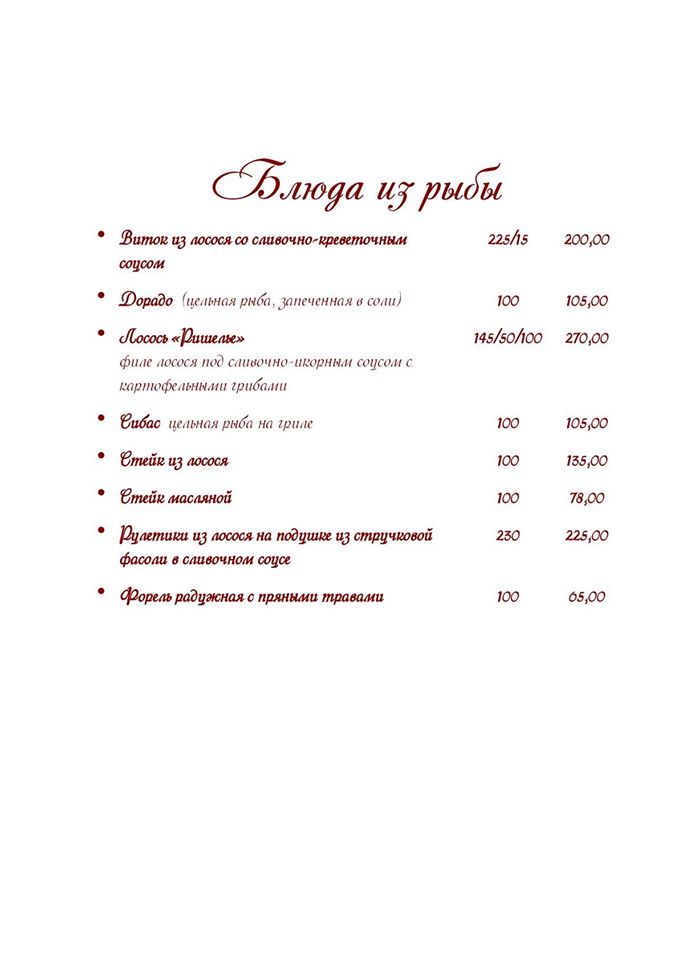 Блюда из рыбы
• Виток из лосося со сливочно-креветочным 225/15 200,00
соусом
• Дорадо (цельная рыба, запеченная в соли) 100 105,00
• Лосось «Ришелье» 145/50/100 270,00
филе лосося под сливочно-икорным соусом с
картофельными грибами
• Сибас цельная рыба на гриле 100 105,00
• Стейк из лосося 100 135,00
• Стейк масляной 100 78,00
• Рулетики из лосося на подушке из стручковой 230 225,00
фасоли в сливочном соусе
• Форель радужная с пряными травами 100 65,00